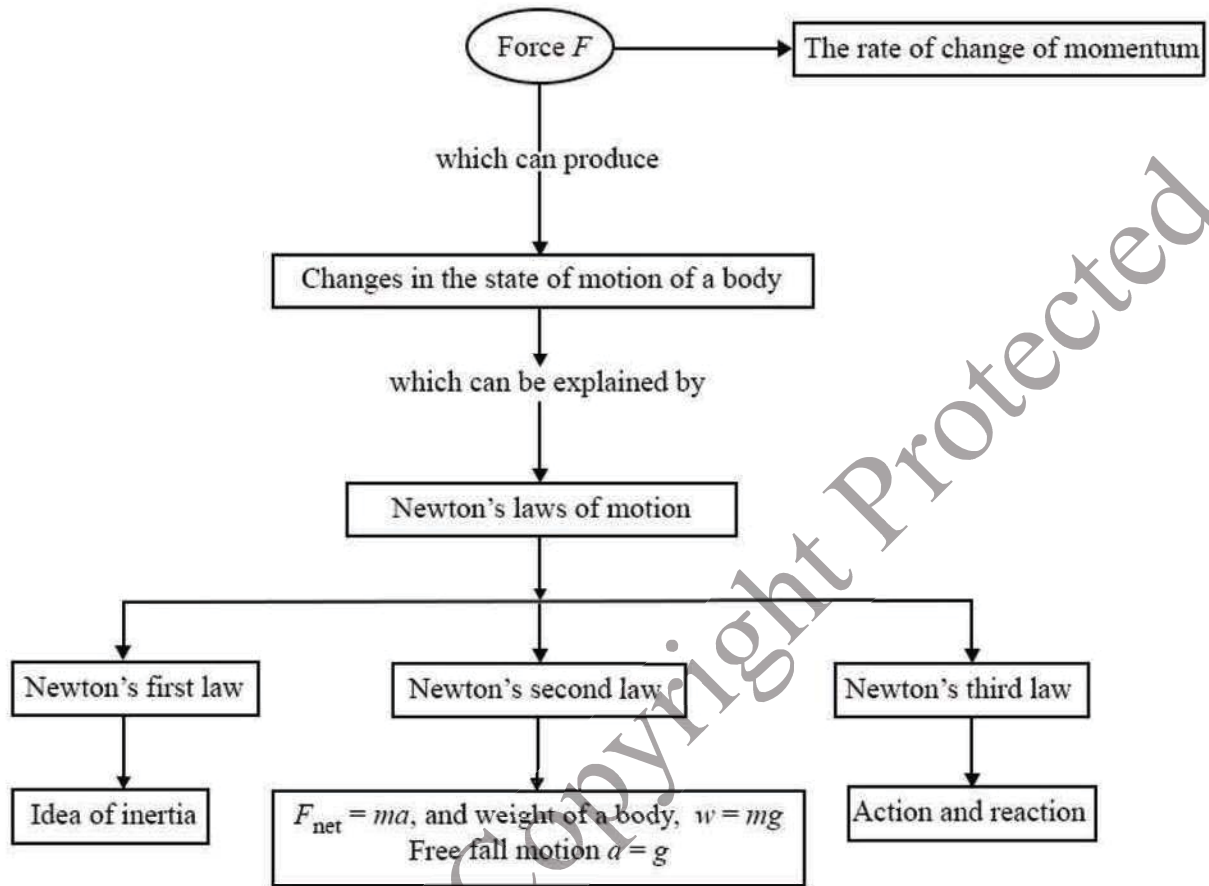 Force F
The rate of change of momentum
which can produce
Changes in the state of motion of a body
which can be explained by
Newton’s laws of motion
Newton’s first law
Newton’s second law
Newton’s third law
Idea of inertia
F_net = ma, and weight of a body, w = mg
Free fall motion a = g
Action and reaction
Copyright Protected